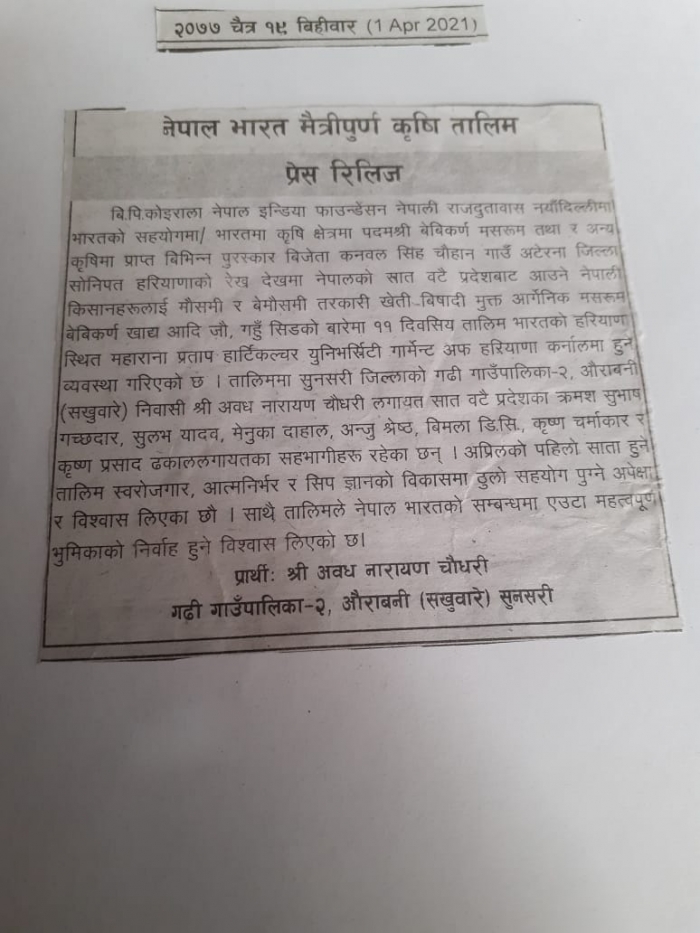 २०७७ चैत्र १९ बिहीवार (1 Apr 2021)
नेपाल भारत मैत्रीपुर्ण कृषि तालिम
प्रेस रिलिज
बि.पि.कोइराला नेपाल इन्डिया फाउन्डेसन नेपाली राजदुतावास नयाँदिल्लीमा
भारतको सहयोगमा/ भारतमा कृषि क्षेत्रमा पदमश्री बेबिकर्ण मसरूम तथा र अन्य
कृषिमा प्राप्त बिभिन्न पुरस्कार बिजेता कनवल सिंह चौहान गाउँ अटेरना जिल्ला
सोनिपत हरियाणाको रेख देखमा नेपालको सात वटै प्रदेशबाट आउने नेपाली
किसानहरूलाई मौसमी र बेमौसमी तरकारी खेती बिषादी मुक्त आर्गेनिक मसरूम
बेबिकर्ण खाद्य आदि जौ, गहुँ सिडको बारेमा ११ दिवसिय तालिम भारतको हरियाणा
स्थित महाराना प्रताप हार्टिकल्चर युनिभर्स्रिटी गार्मेन्ट अफ हरियाणा कर्नालमा हुने
व्यवस्था गरिएको छ । तालिममा सुनसरी जिल्लाको गढी गाउँपालिका-२, औराबनी
(सखुवारे) निवासी श्री अवध नारायण चौधरी लगायत सात वटै प्रदेशका क्रमश सुभाष
गच्छदार, सुलभ यादव, मेनुका दाहाल, अन्जु श्रेष्ठ, बिमला डि.सि., कृष्ण चर्माकार र
कृष्ण प्रसाद ढकाललगायतका सहभागीहरू रहेका छन् । अप्रिलको पहिलो साता हुने
तालिम स्वरोजगार, आत्मनिर्भर र सिप ज्ञानको विकासमा ठुलो सहयोग पुग्ने अपेक्षा
र विश्वास लिएका छौ । साथै तालिमले नेपाल भारतको सम्बन्धमा एउटा महत्वपूर्ण
भुमिकाको निर्वाह हुने विश्वास लिएको छ।
प्रार्थी: श्री अवध नारायण चौधरी
गढी गाउँपालिका-२, औराबनी (सखुवारे) सुनसरी